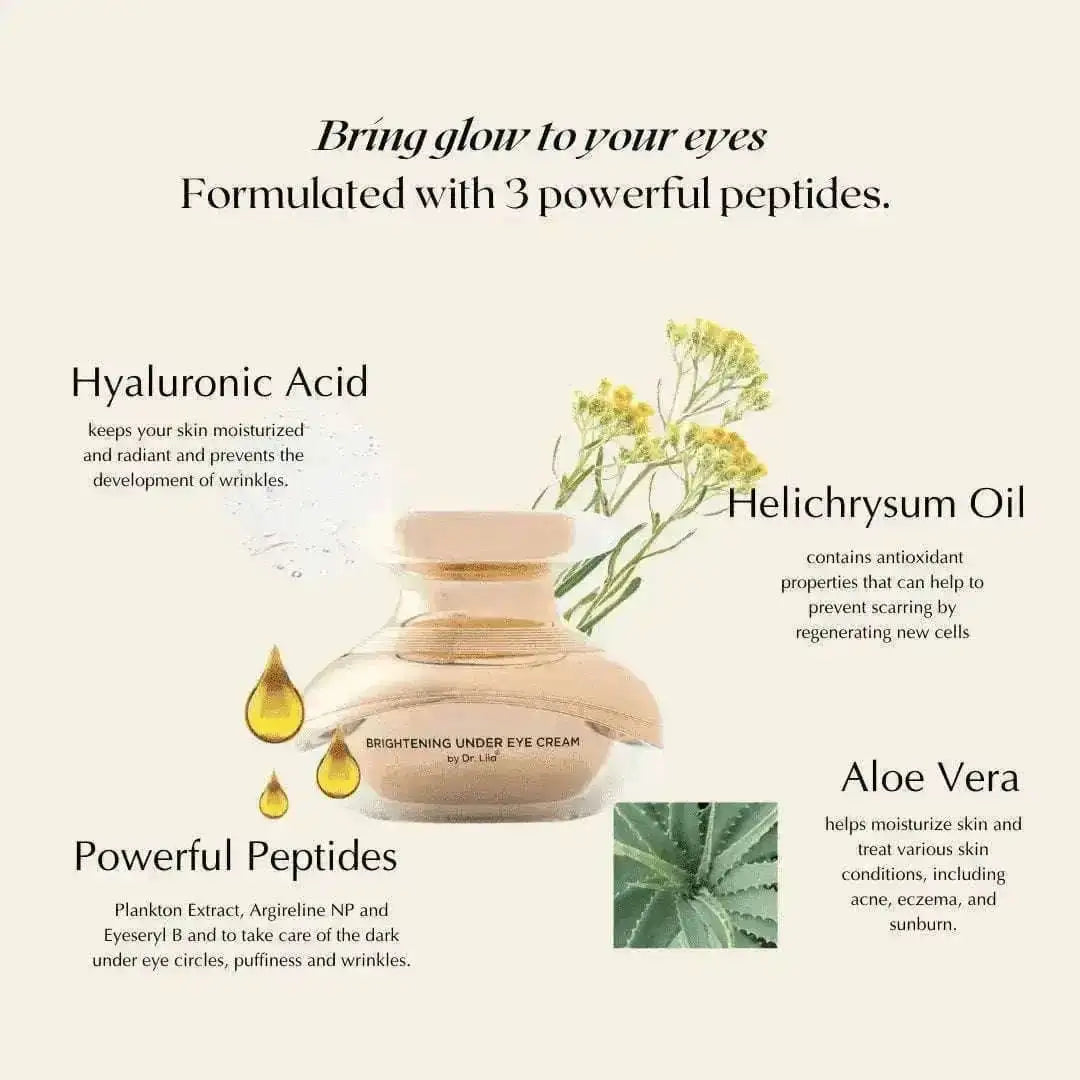 Bring glow to your eyes
Formulated with 3 powerful peptides.
Hyaluronic Acid
keeps your skin moisturized
and radiant and prevents the
development of wrinkles.
Helichrysum Oil
contains antioxidant
properties that can help to
prevent scarring by
regenerating new cells
BRIGHTENING UNDER EYE CREAM
by Dr. Liia®
Aloe Vera
helps moisturize skin and
treat various skin
conditions, including
acne, eczema, and
sunburn.
Powerful Peptides
Plankton Extract, Argireline NP and
Eyeseryl B and to take care of the dark
under eye circles, puffiness and wrinkles.